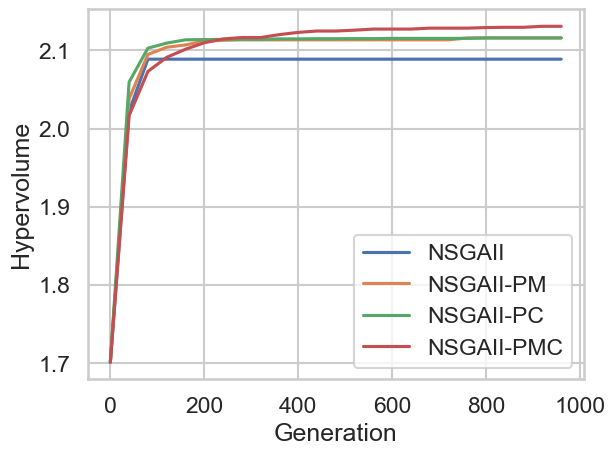 Hypervolume
2.1
2.0
1.9
1.8
1.7
0
200
400
600
800
1000
Generation
NSGAII
NSGAII-PM
NSGAII-PC
NSGAII-PMC